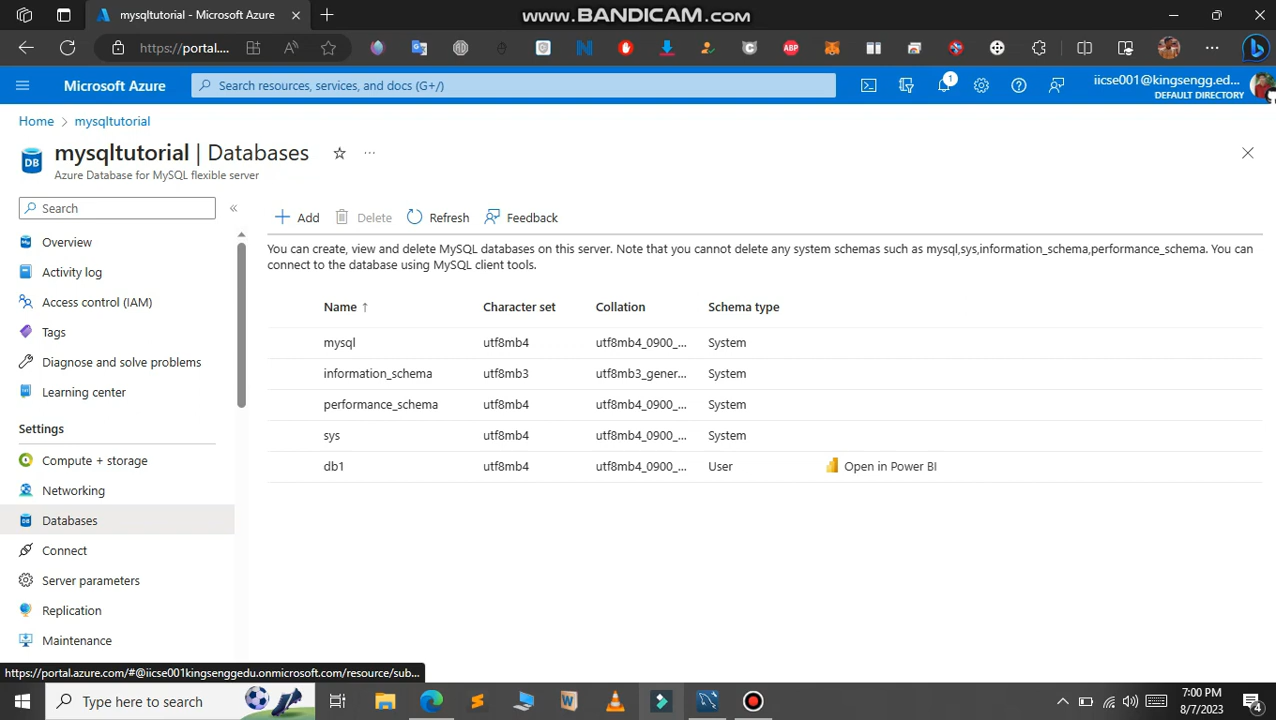 mysqltutorial - Microsoft Azure
www.BANDICAM.com
https://portal....
ABP
Microsoft Azure
Search resources, services, and docs (G+/)
1
iicse001@kingsengg.ed...
DEFAULT DIRECTORY
Home > mysqltutorial
mysqltutorial | Databases
Azure Database for MySQL flexible server
Search
Overview
Activity log
Access control (IAM)
Tags
Diagnose and solve problems
Learning center
Settings
Compute + storage
Networking
Databases
Connect
Server parameters
Replication
Maintenance
Add Delete Refresh Feedback
You can create, view and delete MySQL databases on this server. Note that you cannot delete any system schemas such as mysql,sys,information_schema,performance_schema. You can
connect to the database using MySQL client tools.
Name ↑ Character set Collation Schema type
mysql utf8mb4 utf8mb4_0900_... System
information_schema utf8mb3 utf8mb3_gener... System
performance_schema utf8mb4 utf8mb4_0900_... System
sys utf8mb4 utf8mb4_0900_... System
db1 utf8mb4 utf8mb4_0900_... User Open in Power BI
https://portal.azure.com/#@iicse001kingsenggedu.onmicrosoft.com/resource/sub...
Type here to search
7:00 PM
8/7/2023
4